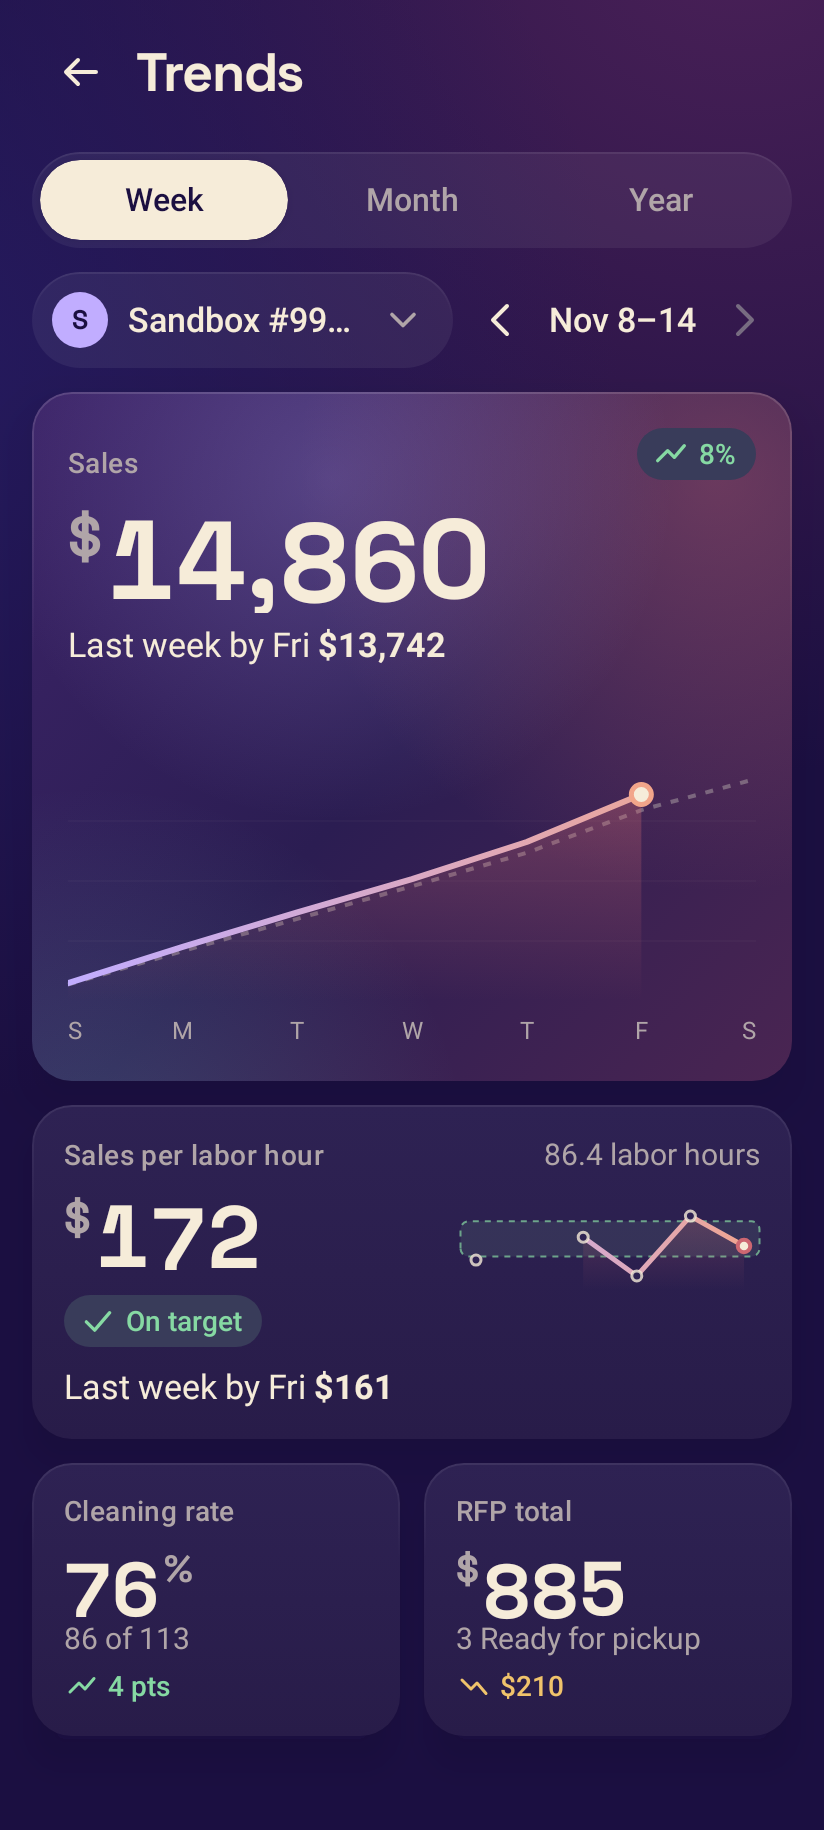 Trends
Week Month Year
S Sandbox #99... Nov 8–14
Sales 8%
$14,860
Last week by Fri $13,742
S M T W T F S
Sales per labor hour 86.4 labor hours
$172
On target
Last week by Fri $161
Cleaning rate
76%
86 of 113
4 pts
RFP total
$885
3 Ready for pickup
$210